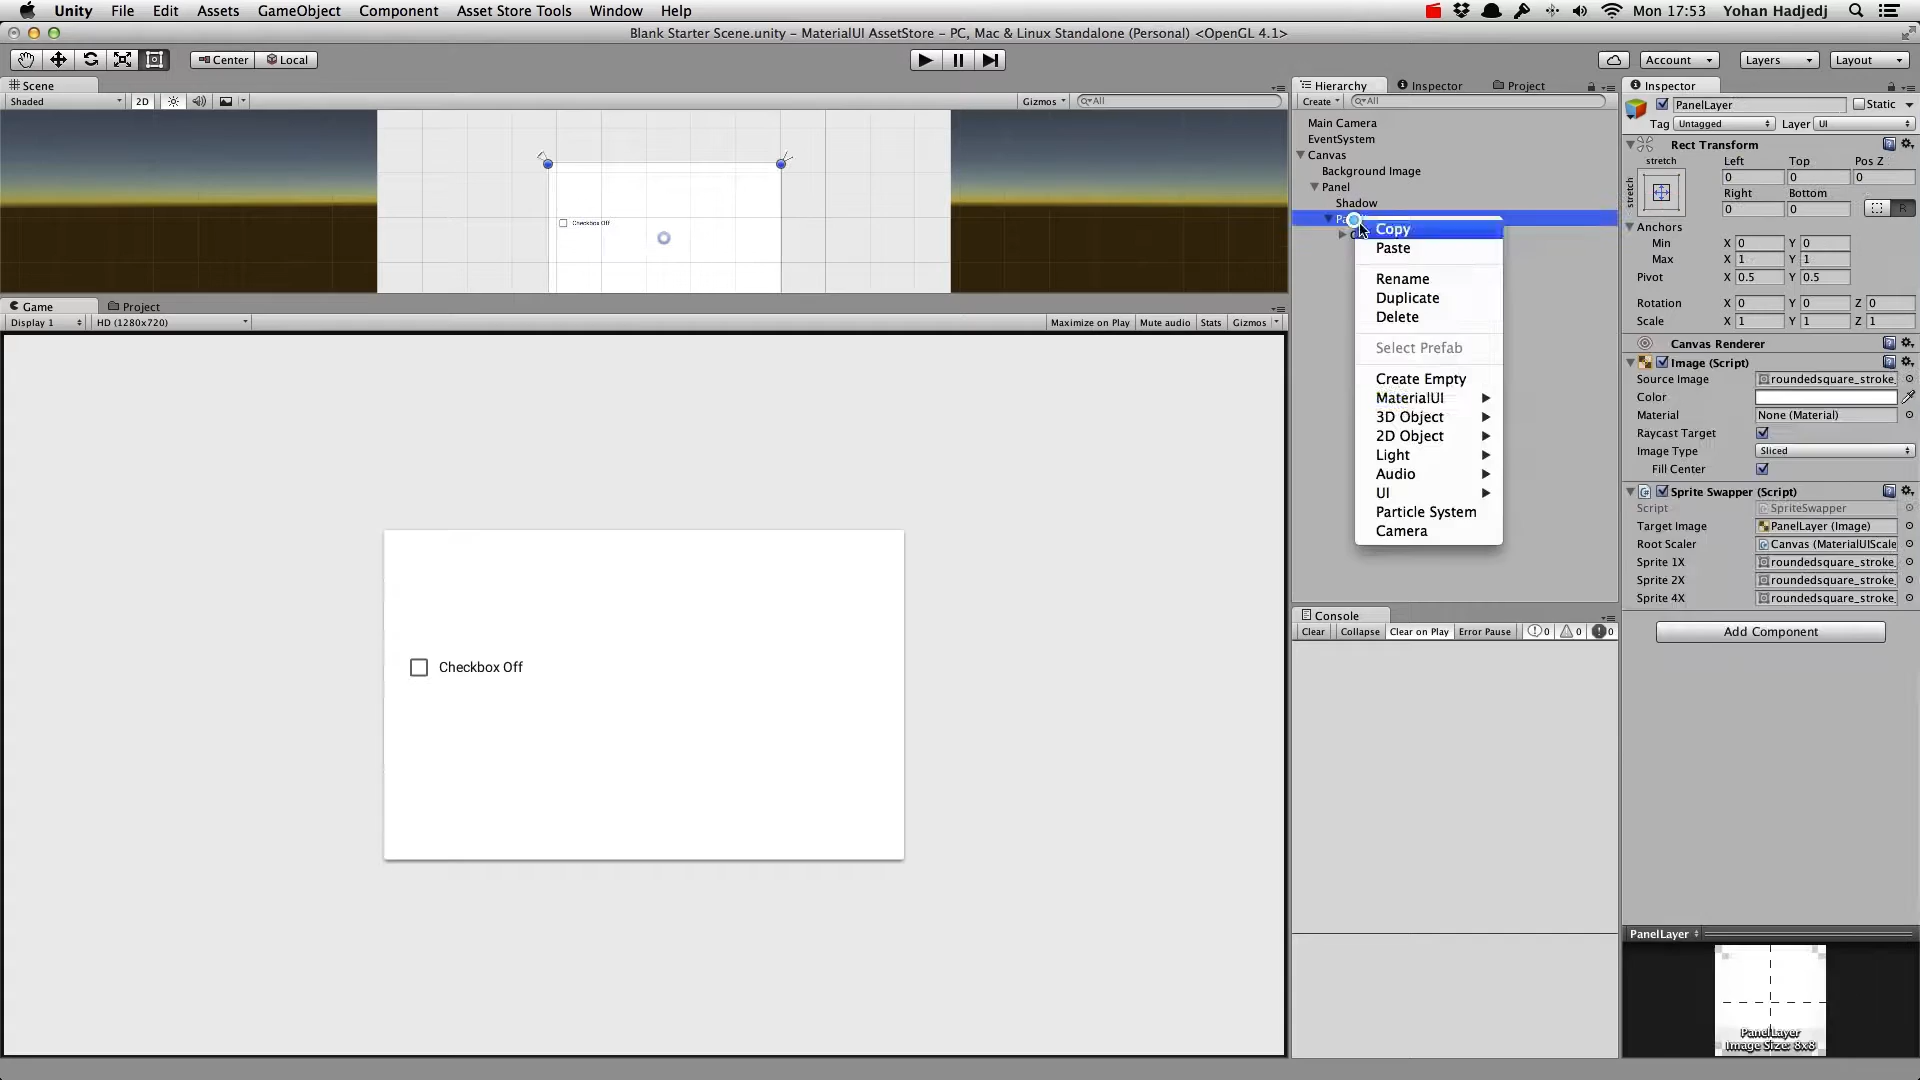 Unity File Edit Assets GameObject Component Asset Store Tools Window Help Mon 17:53 Yohan Hadjedj
Blank Starter Scene.unity - MaterialUI AssetStore - PC, Mac & Linux Standalone (Personal) <OpenGL 4.1>
Center Local Account Layers Layout
Scene
Shaded 2D Gizmos All
Checkbox Off
Game Project
Display 1 HD (1280x720) Maximize on Play Mute audio Stats Gizmos
Checkbox Off
Hierarchy Inspector Project
Create All
Main Camera
EventSystem
Canvas
Background Image
Panel
Shadow
Copy
Paste
Rename
Duplicate
Delete
Select Prefab
Create Empty
MaterialUI
3D Object
2D Object
Light
Audio
UI
Particle System
Camera
Console
Clear Collapse Clear on Play Error Pause 0 0 0
Inspector
PanelLayer Static
Tag Untagged Layer UI
Rect Transform
stretch Left Top Pos Z
stretch 0 0 0
Right Bottom
0 0 R
Anchors
Min X 0 Y 0
Max X 1 Y 1
Pivot X 0.5 Y 0.5
Rotation X 0 Y 0 Z 0
Scale X 1 Y 1 Z 1
Canvas Renderer
Image (Script)
Source Image roundedsquare_stroke_
Color
Material None (Material)
Raycast Target
Image Type Sliced
Fill Center
Sprite Swapper (Script)
Script SpriteSwapper
Target Image PanelLayer (Image)
Root Scaler Canvas (MaterialUIScale
Sprite 1X roundedsquare_stroke_
Sprite 2X roundedsquare_stroke_
Sprite 4X roundedsquare_stroke_
Add Component
PanelLayer
PanelLayer
Image Size: 8x8